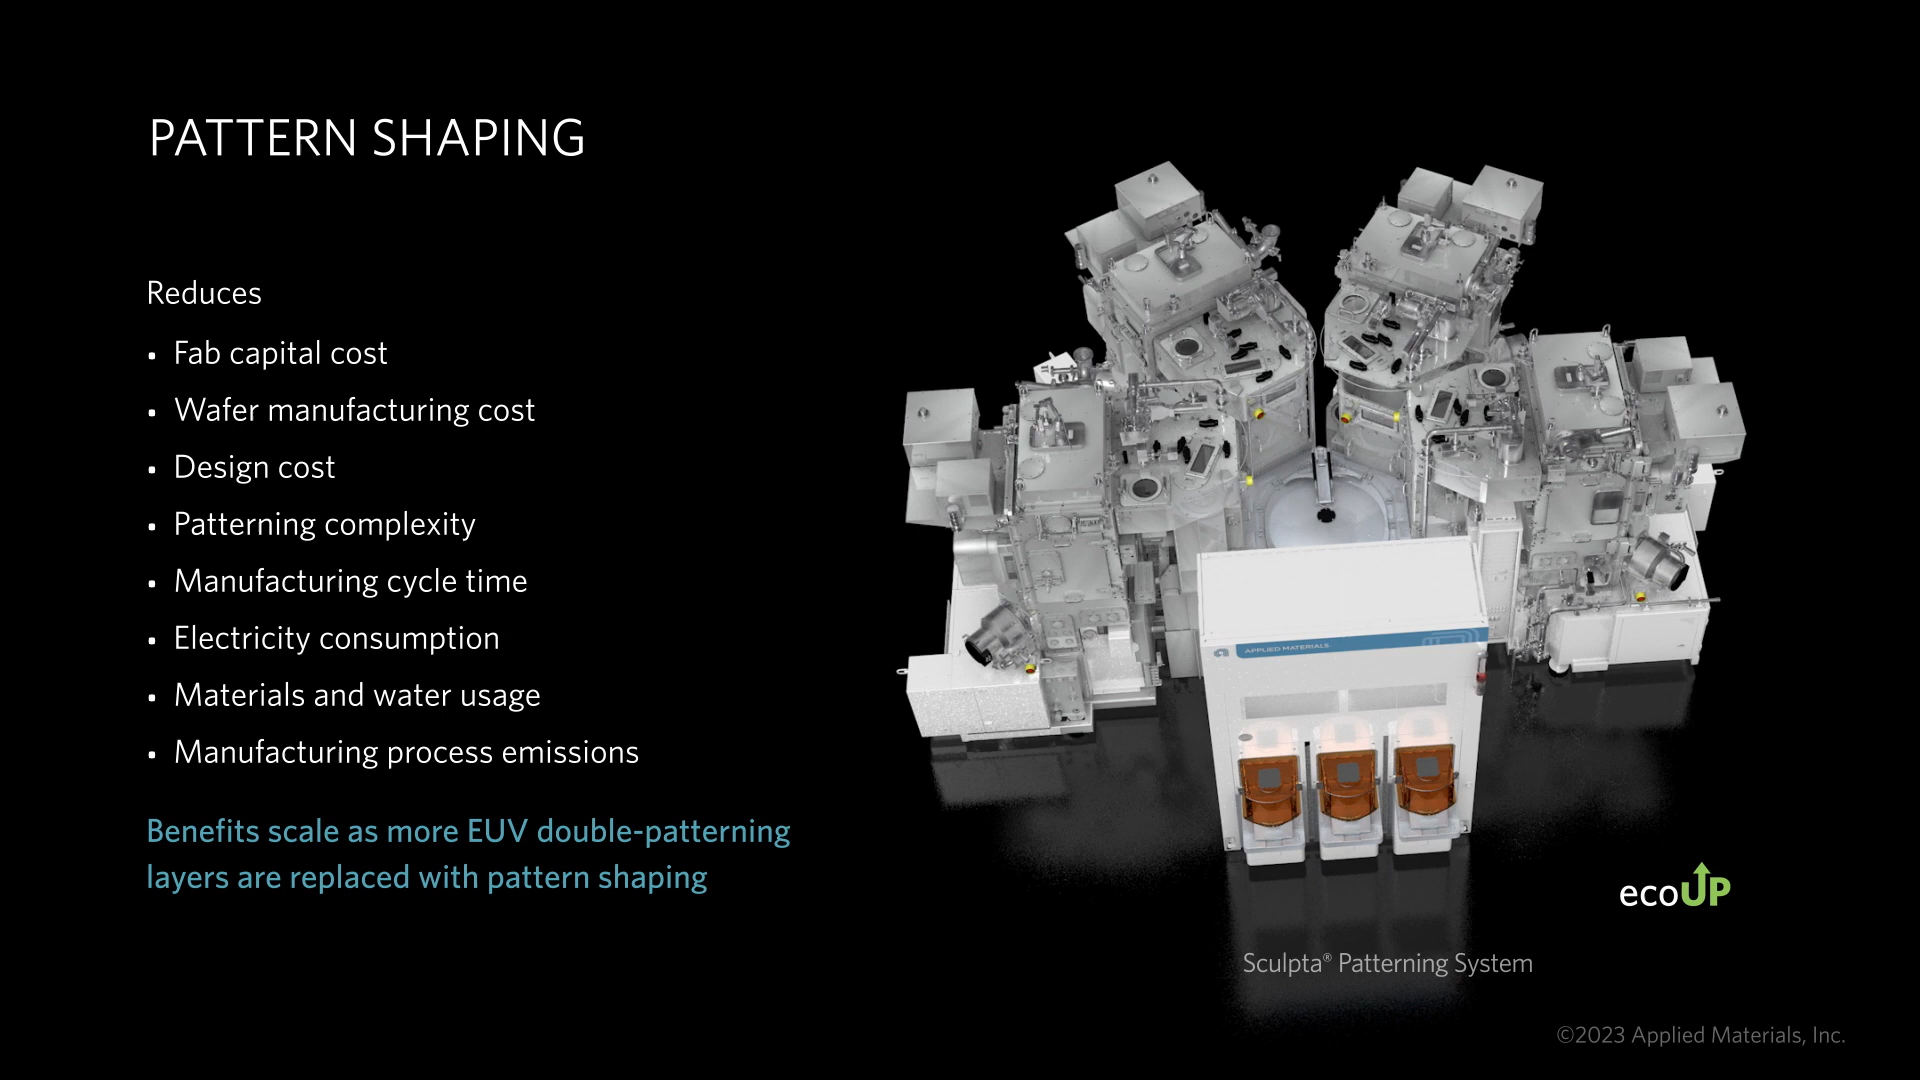 PATTERN SHAPING
Reduces
• Fab capital cost
• Wafer manufacturing cost
• Design cost
• Patterning complexity
• Manufacturing cycle time
• Electricity consumption
• Materials and water usage
• Manufacturing process emissions
Benefits scale as more EUV double-patterning
layers are replaced with pattern shaping
APPLIED MATERIALS
ecoUP
Sculpta® Patterning System
©2023 Applied Materials, Inc.